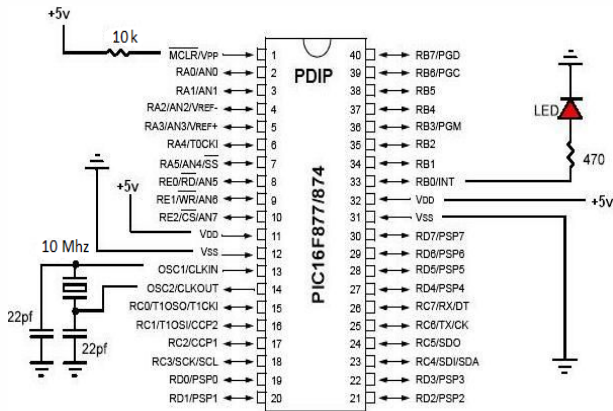 +5v
10k
MCLR/VPP
1
RA0/AN0
2
RA1/AN1
3
RA2/AN2/VREF-
4
RA3/AN3/VREF+
5
RA4/T0CKI
6
RA5/AN4/SS
7
RE0/RD/AN5
8
RE1/WR/AN6
9
RE2/CS/AN7
10
VDD
11
VSS
12
OSC1/CLKIN
13
OSC2/CLKOUT
14
RC0/T1OSO/T1CKI
15
RC1/T1OSI/CCP2
16
RC2/CCP1
17
RC3/SCK/SCL
18
RD0/PSP0
19
RD1/PSP1
20
+5v
10 Mhz
22pf
22pf
PDIP
PIC16F877/874
40
RB7/PGD
39
RB6/PGC
38
RB5
37
RB4
36
RB3/PGM
35
RB2
34
RB1
33
RB0/INT
32
VDD
31
VSS
30
RD7/PSP7
29
RD6/PSP6
28
RD5/PSP5
27
RD4/PSP4
26
RC7/RX/DT
25
RC6/TX/CK
24
RC5/SDO
23
RC4/SDI/SDA
22
RD3/PSP3
21
RD2/PSP2
LED
470
+5v